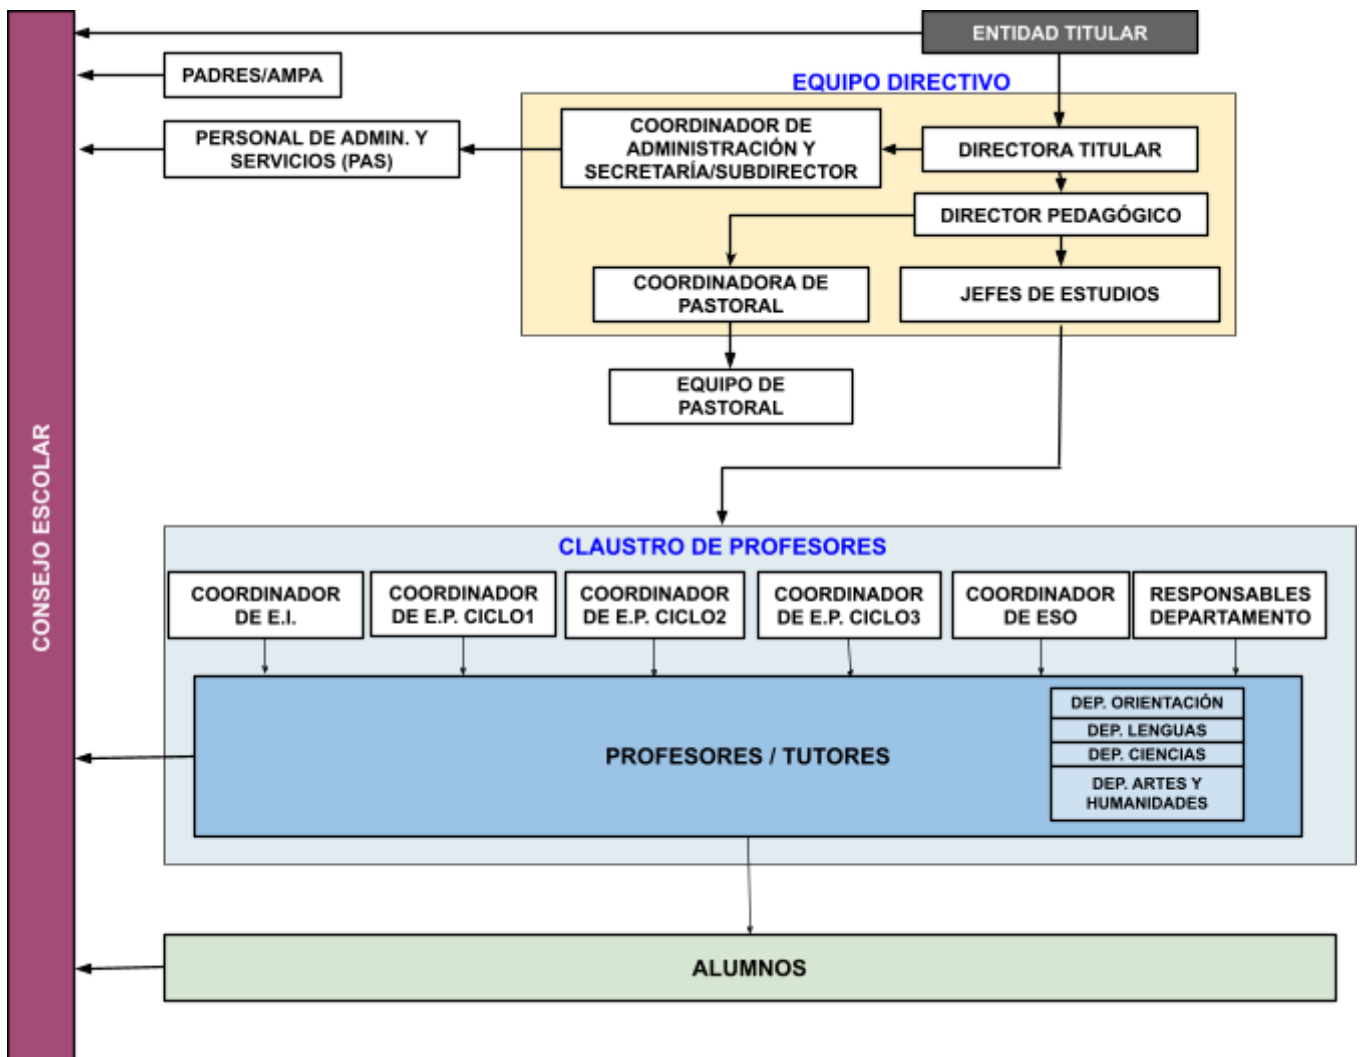 ENTIDAD TITULAR
PADRES/AMPA
EQUIPO DIRECTIVO
PERSONAL DE ADMIN. Y
SERVICIOS (PAS)
COORDINADOR DE
ADMINISTRACIÓN Y
SECRETARÍA/SUBDIRECTOR
DIRECTORA TITULAR
DIRECTOR PEDAGÓGICO
COORDINADORA DE
PASTORAL
JEFES DE ESTUDIOS
EQUIPO DE
PASTORAL
CONSEJO ESCOLAR
CLAUSTRO DE PROFESORES
COORDINADOR
DE E.I.
COORDINADOR
DE E.P. CICLO1
COORDINADOR
DE E.P. CICLO2
COORDINADOR
DE E.P. CICLO3
COORDINADOR
DE ESO
RESPONSABLES
DEPARTAMENTO
PROFESORES / TUTORES
DEP. ORIENTACIÓN
DEP. LENGUAS
DEP. CIENCIAS
DEP. ARTES Y
HUMANIDADES
ALUMNOS